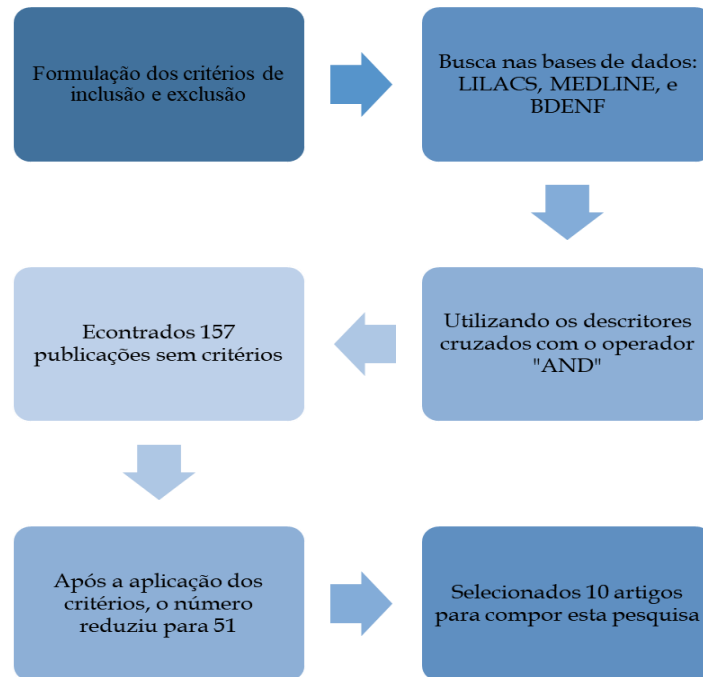 Formulação dos critérios de
inclusão e exclusão
Busca nas bases de dados:
LILACS, MEDLINE, e
BDENF
Utilizando os descritores
cruzados com o operador
"AND"
Econtrados 157
publicações sem critérios
Após a aplicação dos
critérios, o número
reduziu para 51
Selecionados 10 artigos
para compor esta pesquisa